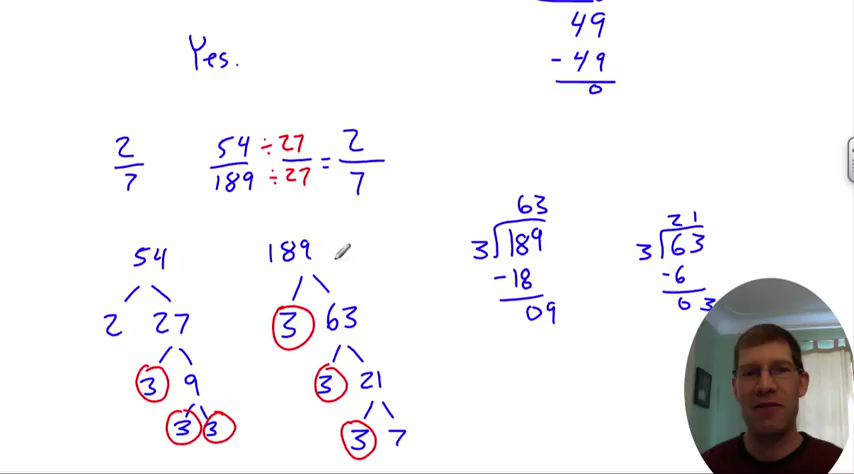 49
- 49
0
Yes.
2/7 54/189 ÷27/÷27 = 2/7
54 189
2 27 3 63
3 9 3 21
3 3 3 7
63
3)189
-18
09
21
3)63
-6
03